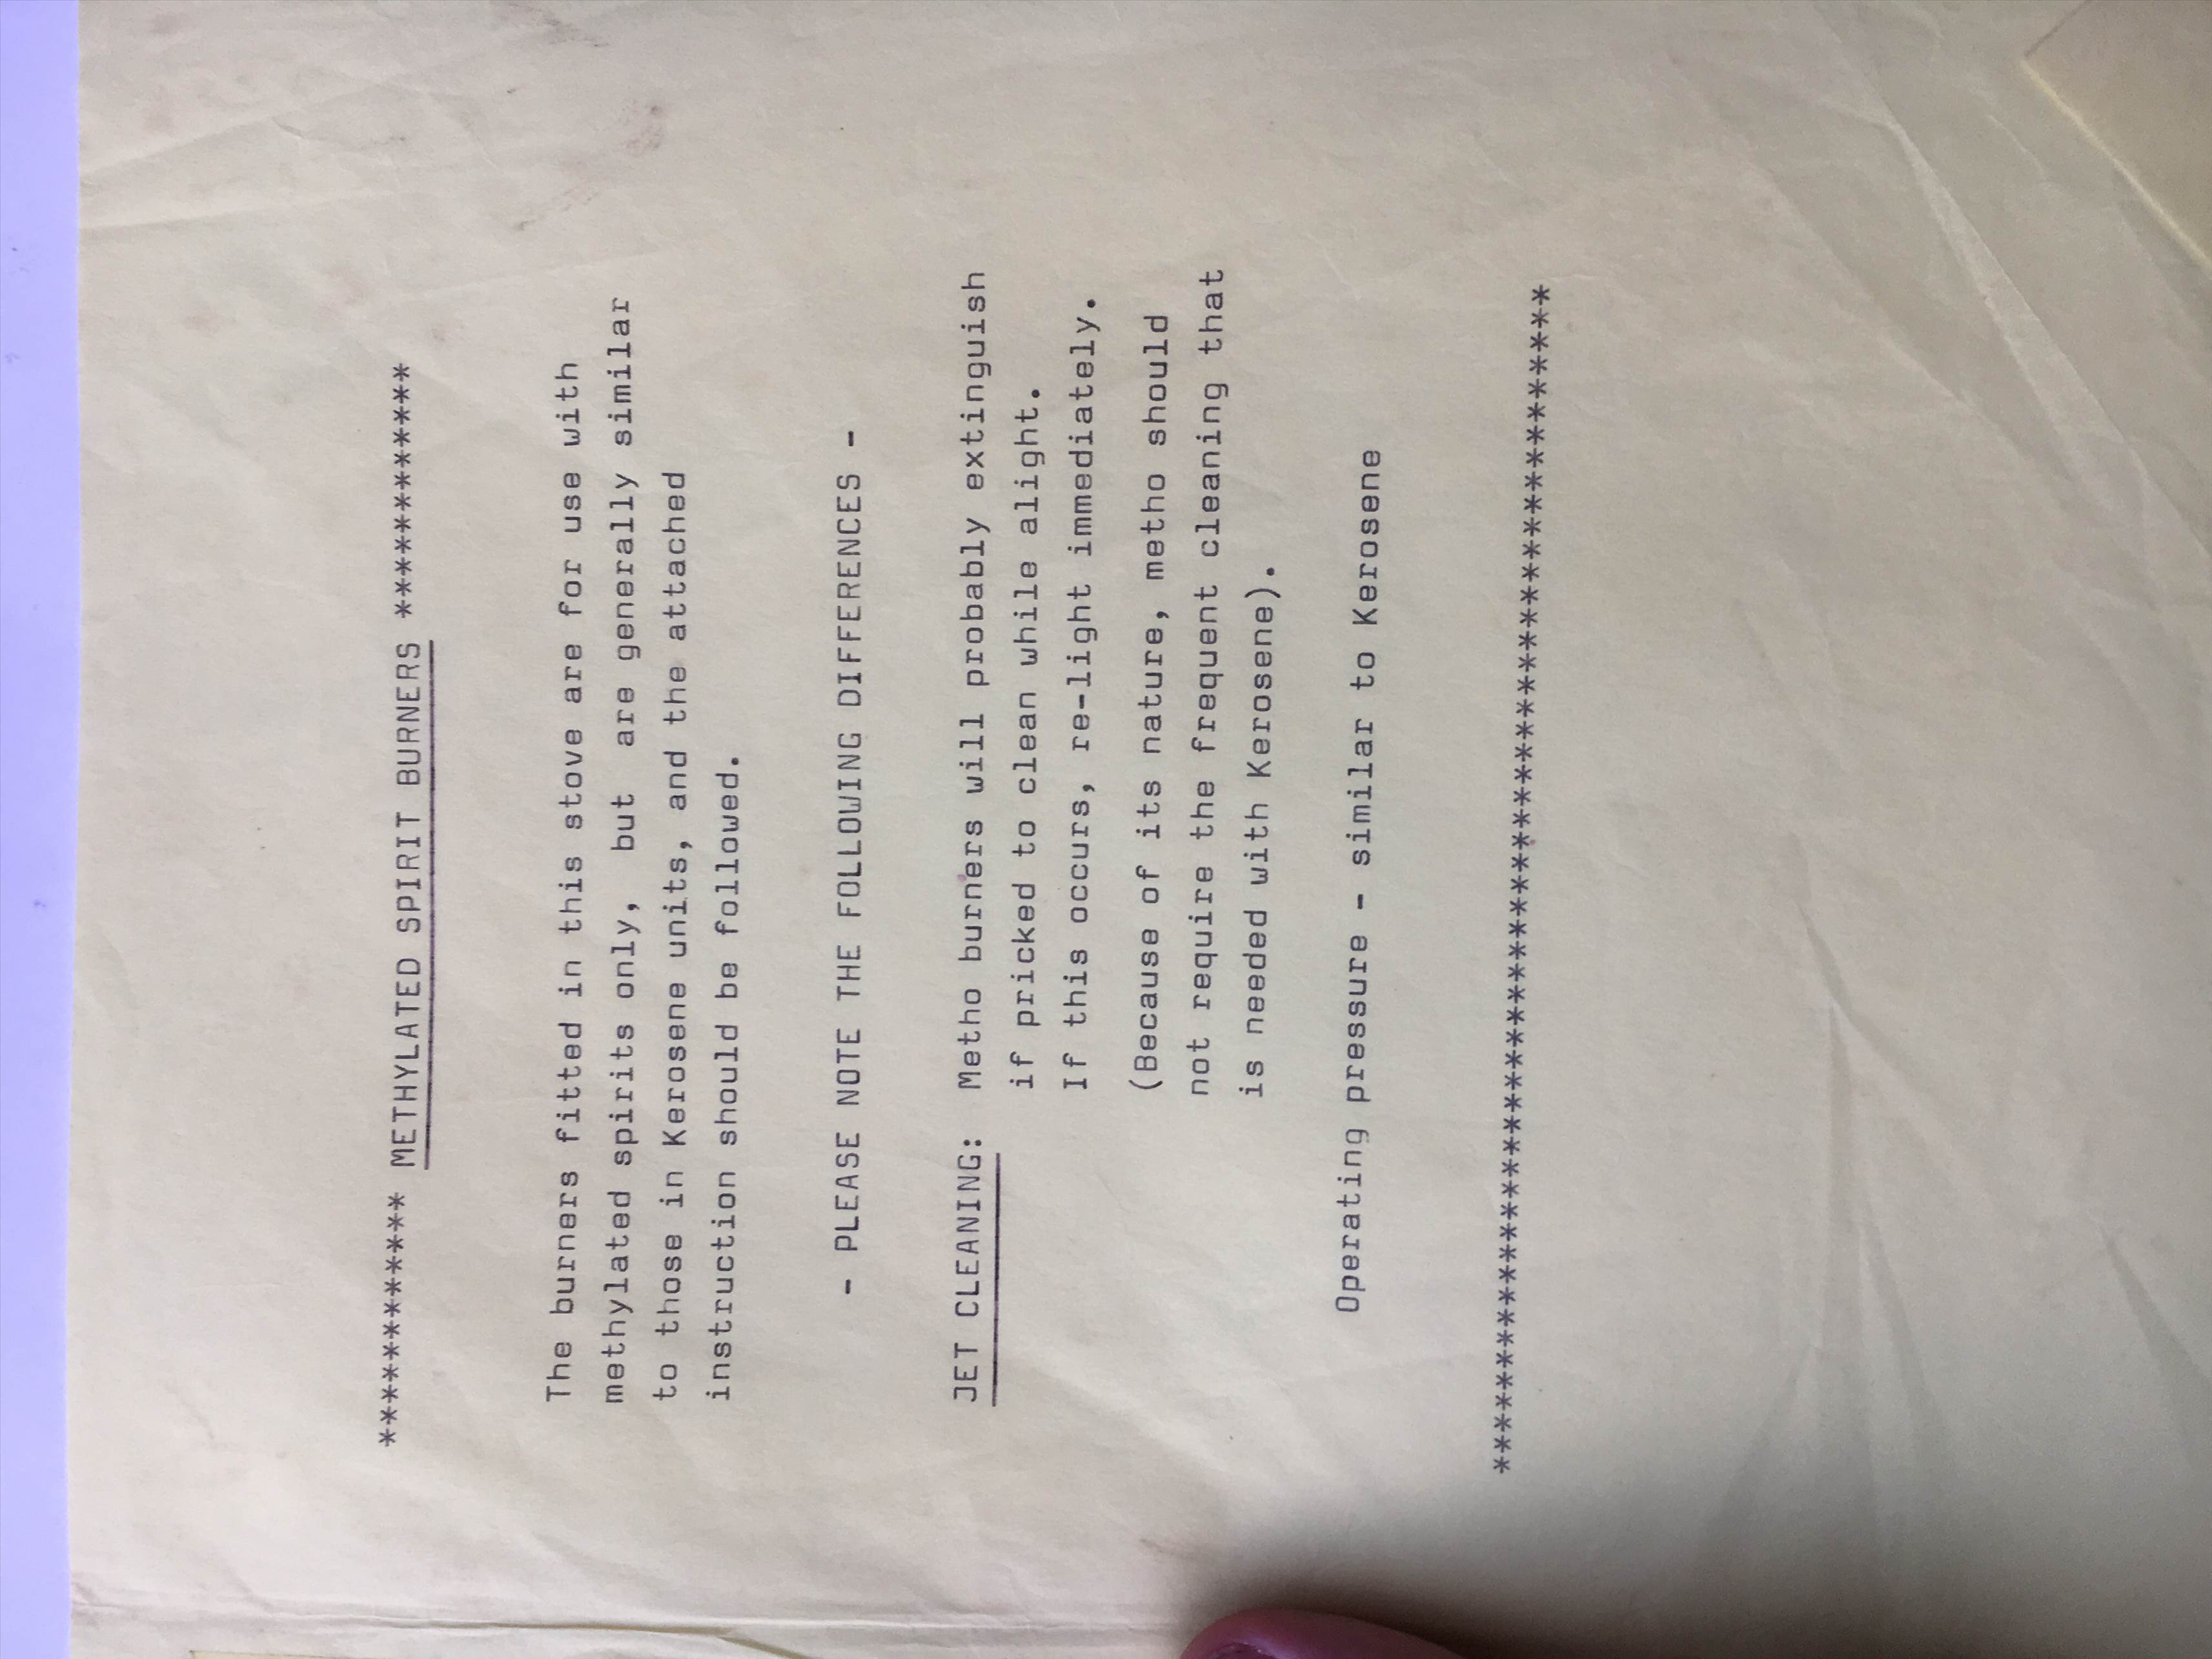 ************ METHYLATED SPIRIT BURNERS ************
The burners fitted in this stove are for use with
methylated spirits only, but are generally similar
to those in Kerosene units, and the attached
instruction should be followed.
- PLEASE NOTE THE FOLLOWING DIFFERENCES -
JET CLEANING: Metho burners will probably extinguish
if pricked to clean while alight.
If this occurs, re-light immediately.
(Because of its nature, metho should
not require the frequent cleaning that
is needed with Kerosene).
Operating pressure - similar to Kerosene
*******************************************************